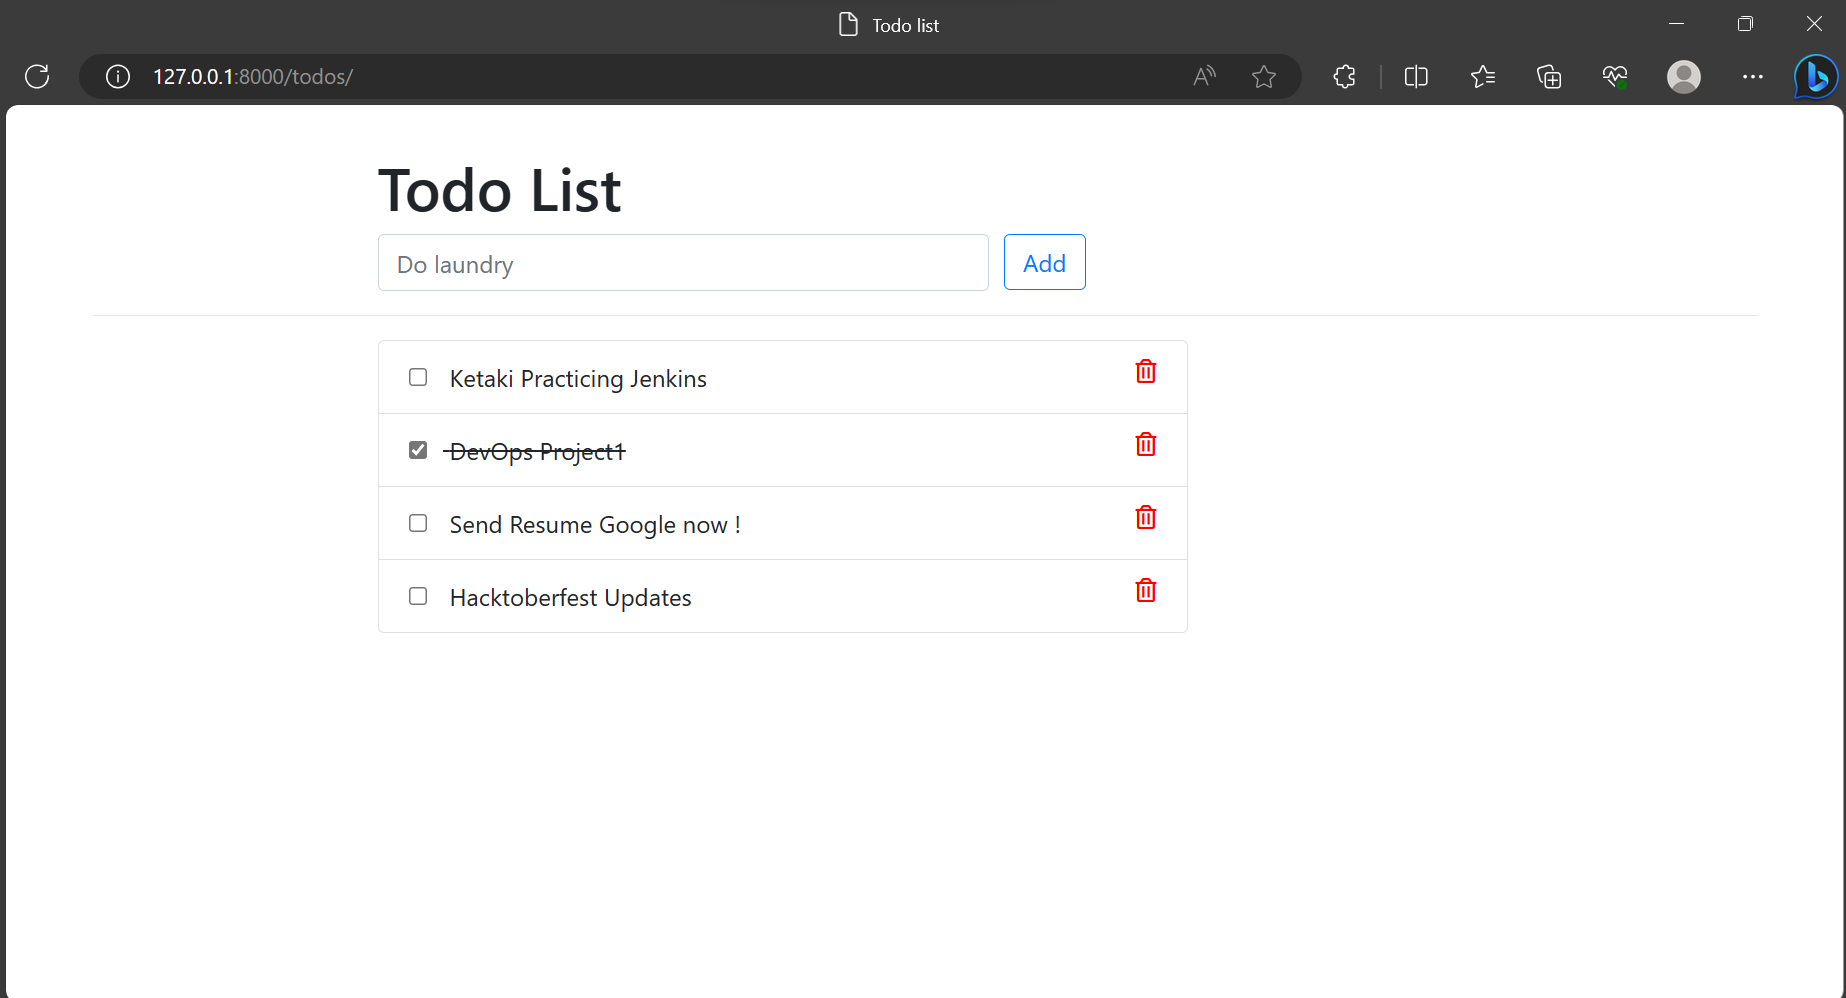 Todo list
127.0.0.1:8000/todos/
Todo List
Do laundry
Add
Ketaki Practicing Jenkins
DevOps Project1
Send Resume Google now !
Hacktoberfest Updates